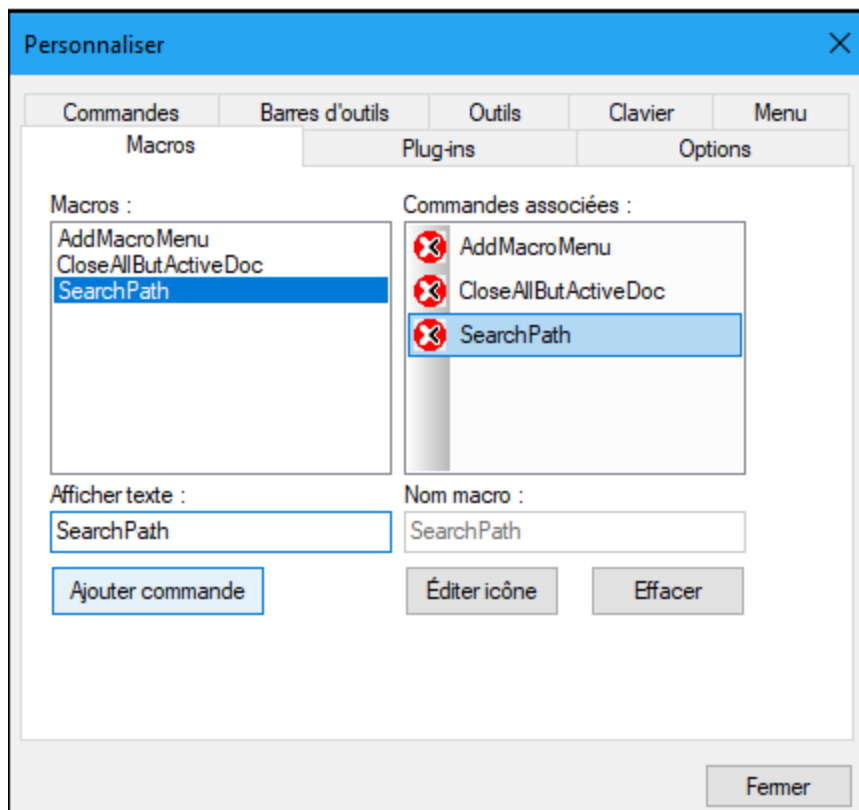 Personnaliser
Commandes Barres d'outils Outils Clavier Menu
Macros Plug-ins Options
Macros : Commandes associées :
AddMacroMenu
CloseAllButActiveDoc
SearchPath
AddMacroMenu
CloseAllButActiveDoc
SearchPath
Afficher texte : Nom macro :
SearchPath SearchPath
Ajouter commande Éditer icône Effacer
Fermer